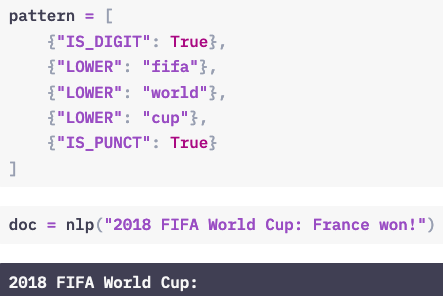 pattern = [
    {"IS_DIGIT": True},
    {"LOWER": "fifa"},
    {"LOWER": "world"},
    {"LOWER": "cup"},
    {"IS_PUNCT": True}
]
doc = nlp("2018 FIFA World Cup: France won!")
2018 FIFA World Cup: